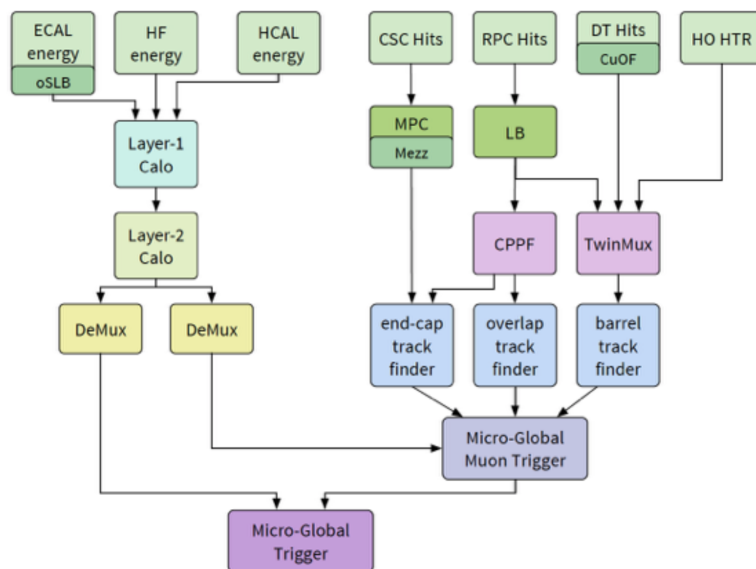 ECAL
energy
oSLB
HF
energy
HCAL
energy
CSC Hits
RPC Hits
DT Hits
CuOF
HO HTR
Layer-1
Calo
MPC
Mezz
LB
Layer-2
Calo
CPPF
TwinMux
DeMux
DeMux
end-cap
track
finder
overlap
track
finder
barrel
track
finder
Micro-Global
Muon Trigger
Micro-Global
Trigger